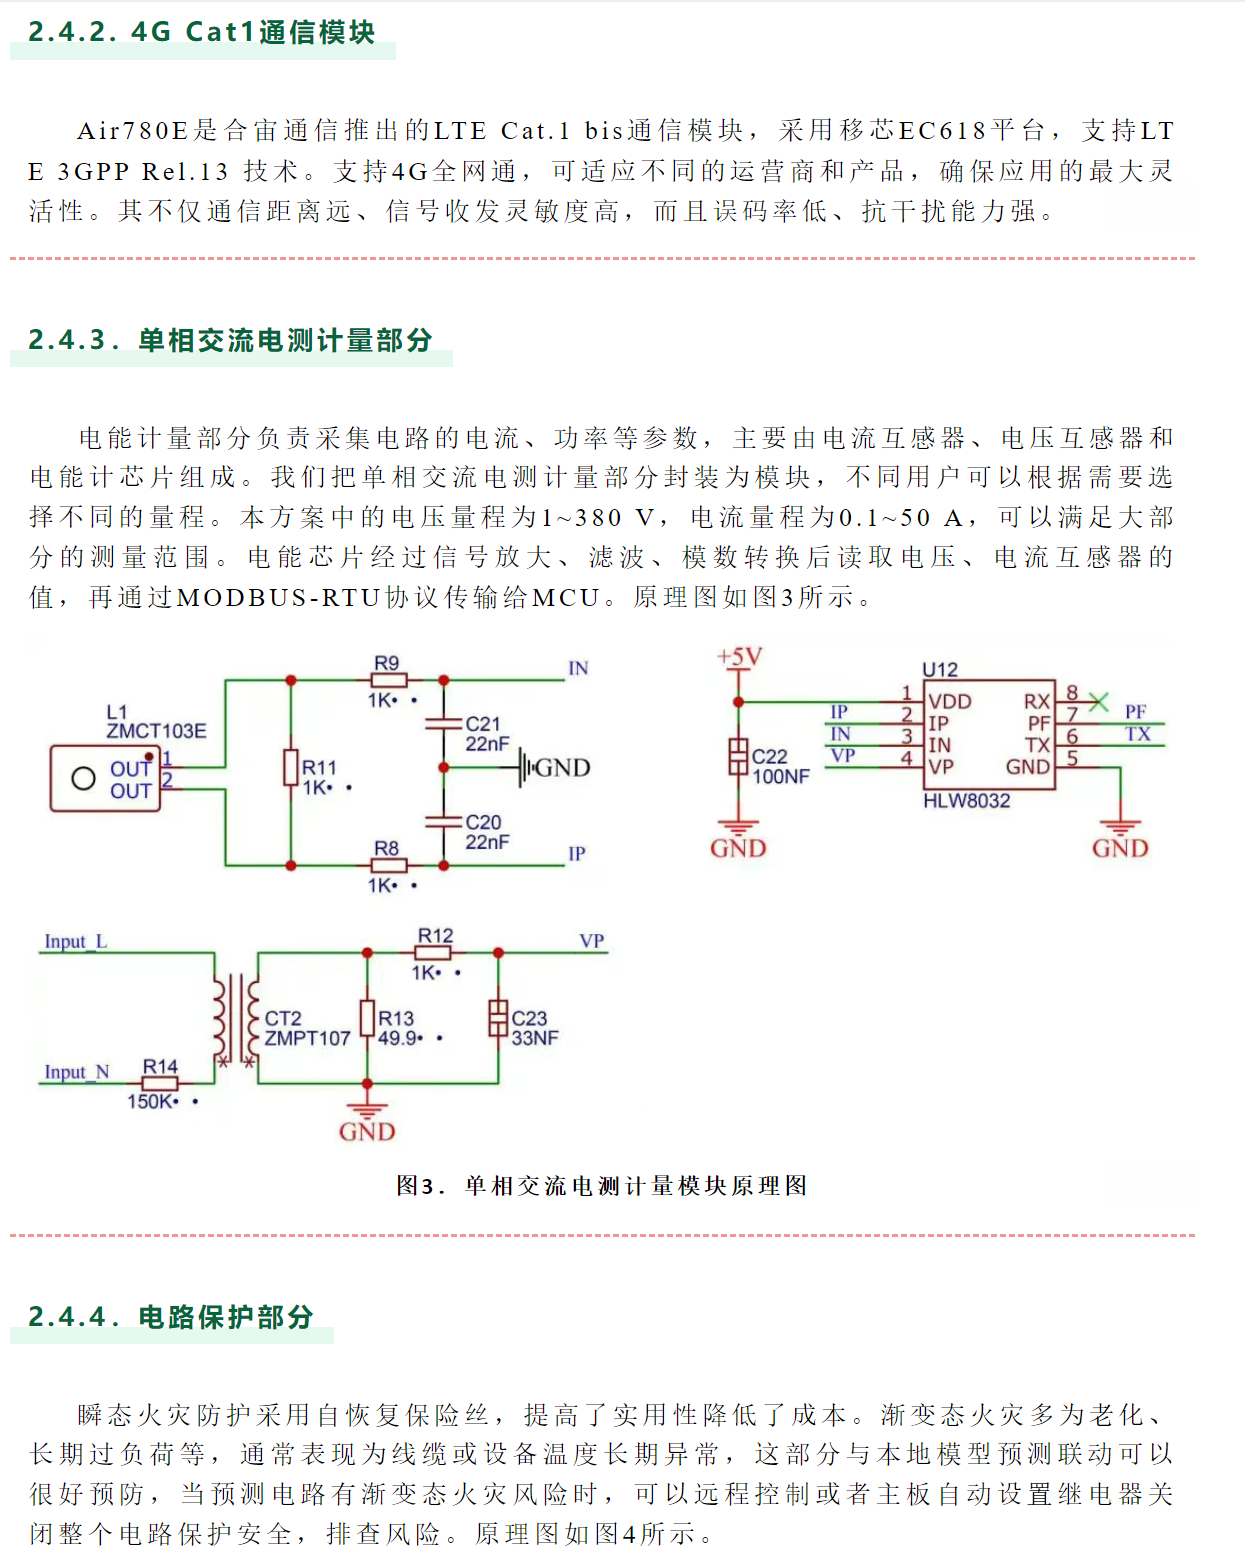 2.4.2. 4G Cat1通信模块
Air780E是合宙通信推出的LTE Cat.1 bis通信模块，采用移芯EC618平台，支持LT
E 3GPP Rel.13 技术。支持4G全网通，可适应不同的运营商和产品，确保应用的最大灵
活性。其不仅通信距离远、信号收发灵敏度高，而且误码率低、抗干扰能力强。
2.4.3. 单相交流电测计量部分
电能计量部分负责采集电路的电流、功率等参数，主要由电流互感器、电压互感器和
电能计芯片组成。我们把单相交流电测计量部分封装为模块，不同用户可以根据需要选
择不同的量程。本方案中的电压量程为1~380 V，电流量程为0.1~50 A，可以满足大部
分的测量范围。电能芯片经过信号放大、滤波、模数转换后读取电压、电流互感器的
值，再通过MODBUS-RTU协议传输给MCU。原理图如图3所示。
L1
ZMCT103E
OUT 1
OUT 2
R9
1K
IN
R11
1K
C21
22nF
GND
C20
22nF
R8
1K
IP
+5V
C22
100NF
GND
U12
IP
IN
VP
1 VDD
2 IP
3 IN
4 VP
RX 8
PF 7
TX 6
GND 5
PF
TX
HLW8032
GND
Input_L
Input_N
R14
150K
CT2
ZMPT107
R12
1K
VP
R13
49.9
C23
33NF
GND
图3. 单相交流电测计量模块原理图
2.4.4. 电路保护部分
瞬态火灾防护采用自恢复保险丝，提高了实用性降低了成本。渐变态火灾多为老化、
长期过负荷等，通常表现为线缆或设备温度长期异常，这部分与本地模型预测联动可以
很好预防，当预测电路有渐变态火灾风险时，可以远程控制或者主板自动设置继电器关
闭整个电路保护安全，排查风险。原理图如图4所示。